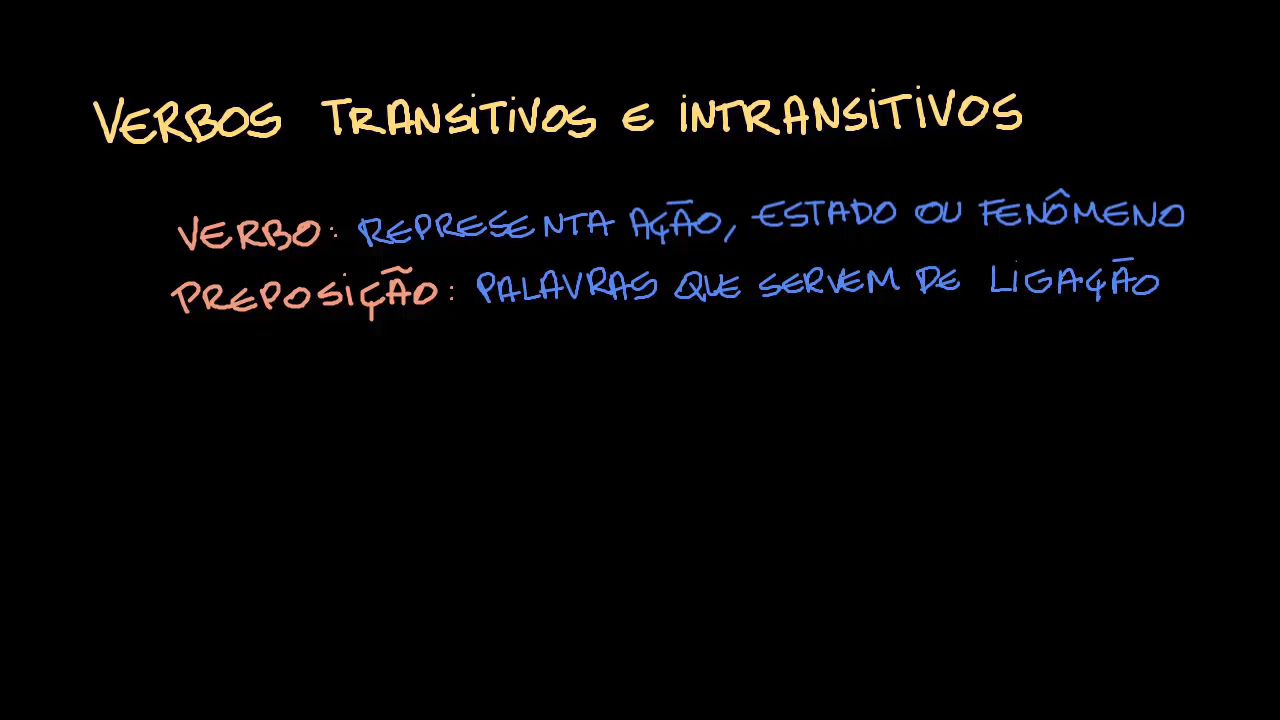 VERBOS TRANSITIVOS E INTRANSITIVOS
VERBO: REPRESENTA AÇÃO, ESTADO OU FENÔMENO
PREPOSIÇÃO: PALAVRAS QUE SERVEM DE LIGAÇÃO